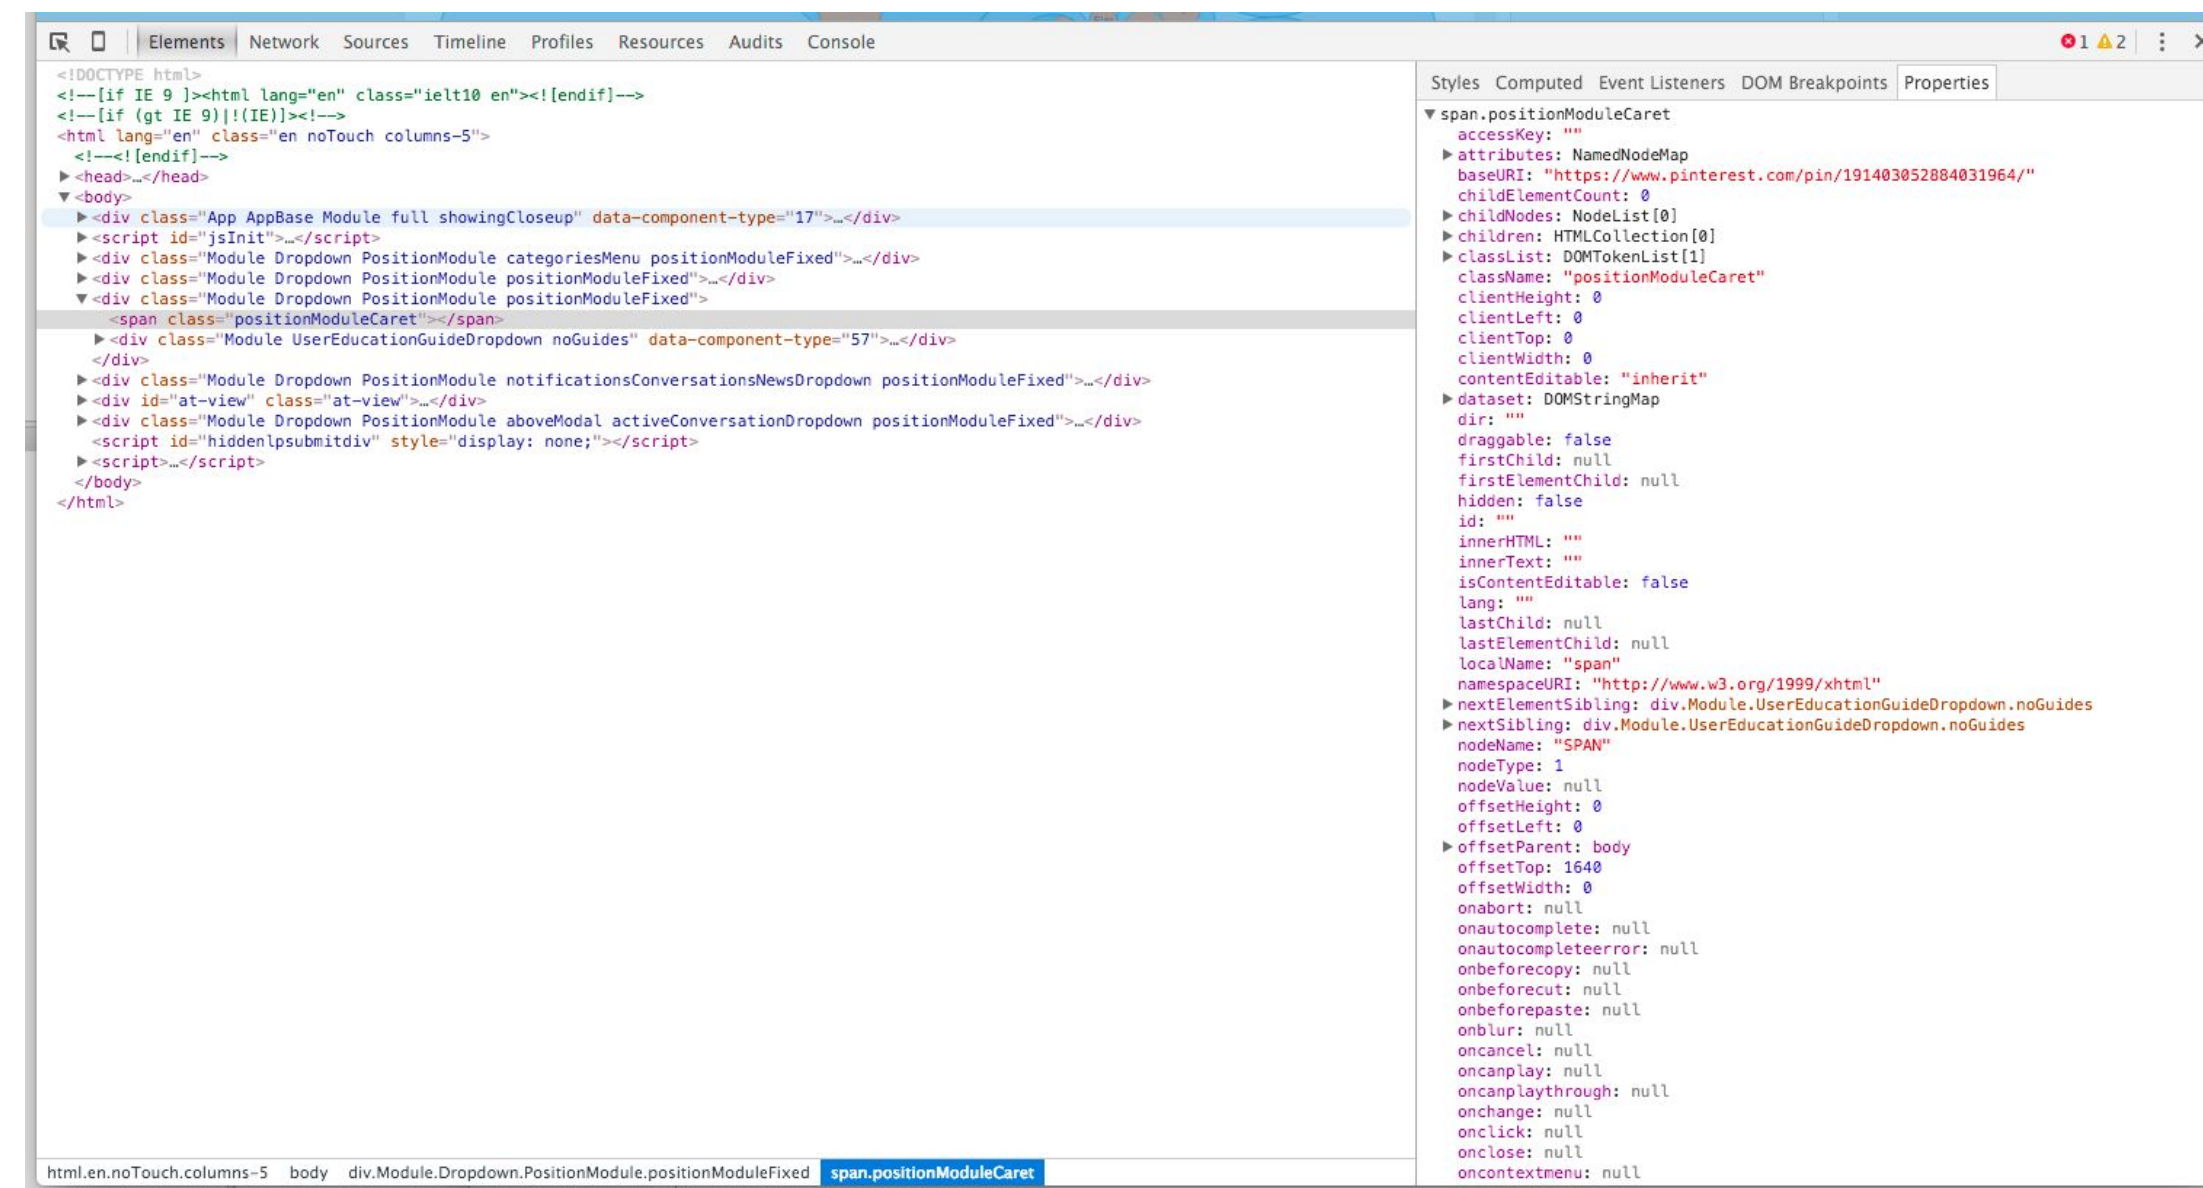 Elements Network Sources Timeline Profiles Resources Audits Console 1 2
<!DOCTYPE html>
<!--[if IE 9 ]><html lang="en" class="ielt10 en"><![endif]-->
<!--[if (gt IE 9)|!(IE)]><!-->
<html lang="en" class="en noTouch columns-5">
<!--<![endif]-->
<head>…</head>
<body>
<div class="App AppBase Module full showingCloseup" data-component-type="17">…</div>
<script id="jsInit">…</script>
<div class="Module Dropdown PositionModule categoriesMenu positionModuleFixed">…</div>
<div class="Module Dropdown PositionModule positionModuleFixed">…</div>
<div class="Module Dropdown PositionModule positionModuleFixed">
<span class="positionModuleCaret"></span>
<div class="Module UserEducationGuideDropdown noGuides" data-component-type="57">…</div>
</div>
<div class="Module Dropdown PositionModule notificationsConversationsNewsDropdown positionModuleFixed">…</div>
<div id="at-view" class="at-view">…</div>
<div class="Module Dropdown PositionModule aboveModal activeConversationDropdown positionModuleFixed">…</div>
<script id="hiddenlpsubmitdiv" style="display: none;"></script>
<script>…</script>
</body>
</html>
html.en.noTouch.columns-5 body div.Module.Dropdown.PositionModule.positionModuleFixed span.positionModuleCaret
Styles Computed Event Listeners DOM Breakpoints Properties
span.positionModuleCaret
accessKey: ""
attributes: NamedNodeMap
baseURI: "https://www.pinterest.com/pin/191403052884031964/"
childElementCount: 0
childNodes: NodeList[0]
children: HTMLCollection[0]
classList: DOMTokenList[1]
className: "positionModuleCaret"
clientHeight: 0
clientLeft: 0
clientTop: 0
clientWidth: 0
contentEditable: "inherit"
dataset: DOMStringMap
dir: ""
draggable: false
firstChild: null
firstElementChild: null
hidden: false
id: ""
innerHTML: ""
innerText: ""
isContentEditable: false
lang: ""
lastChild: null
lastElementChild: null
localName: "span"
namespaceURI: "http://www.w3.org/1999/xhtml"
nextElementSibling: div.Module.UserEducationGuideDropdown.noGuides
nextSibling: div.Module.UserEducationGuideDropdown.noGuides
nodeName: "SPAN"
nodeType: 1
nodeValue: null
offsetHeight: 0
offsetLeft: 0
offsetParent: body
offsetTop: 1640
offsetWidth: 0
onabort: null
onautocomplete: null
onautocompleteerror: null
onbeforecopy: null
onbeforecut: null
onbeforepaste: null
onblur: null
oncancel: null
oncanplay: null
oncanplaythrough: null
onchange: null
onclick: null
onclose: null
oncontextmenu: null